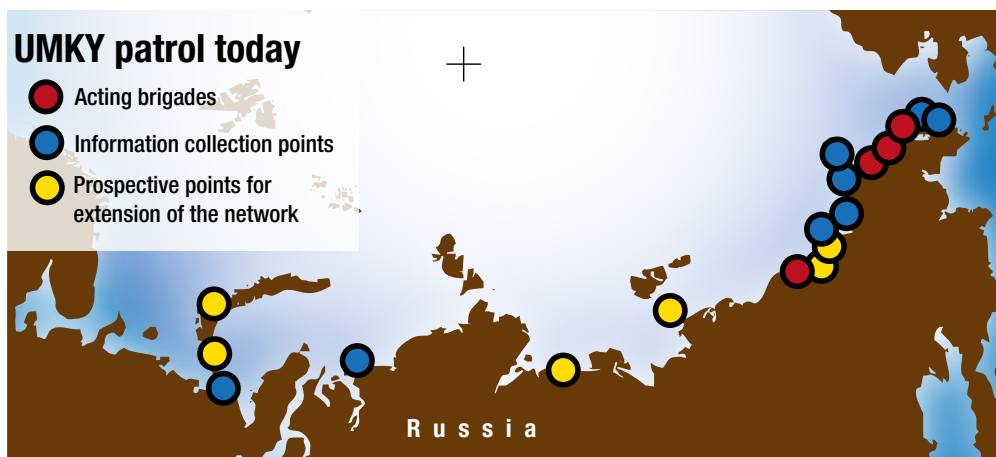 UMKY patrol today
Acting brigades
Information collection points
Prospective points for
extension of the network
Russia